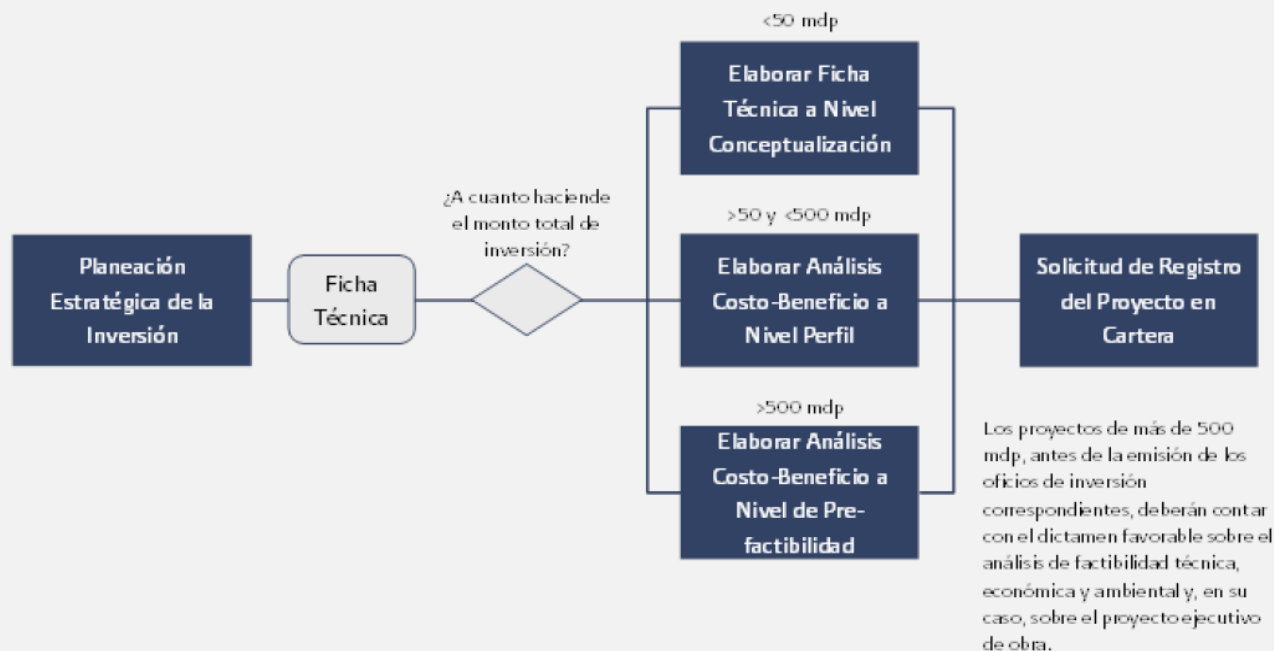 Planeación
Estratégica de la
Inversión
Ficha
Técnica
¿A cuanto haciende
el monto total de
inversión?
<50 mdp
Elaborar Ficha
Técnica a Nivel
Conceptualización
>50 y <500 mdp
Elaborar Análisis
Costo-Beneficio a
Nivel Perfil
>500 mdp
Elaborar Análisis
Costo-Beneficio a
Nivel de Pre-
factibilidad
Solicitud de Registro
del Proyecto en
Cartera
Los proyectos de más de 500
mdp, antes de la emisión de los
oficios de inversión
correspondientes, deberán contar
con el dictamen favorable sobre el
análisis de factibilidad técnica,
económica y ambiental y, en su
caso, sobre el proyecto ejecutivo
de obra.